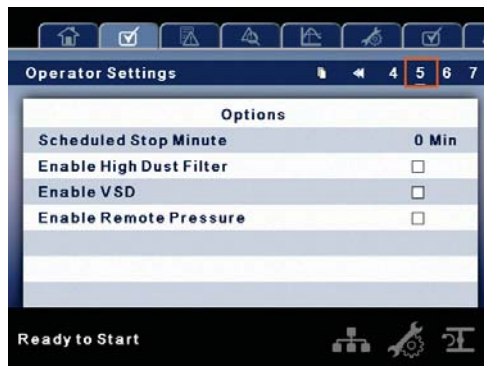 Operator Settings 4 5 6 7
Options
Scheduled Stop Minute 0 Min
Enable High Dust Filter
Enable VSD
Enable Remote Pressure
Ready to Start